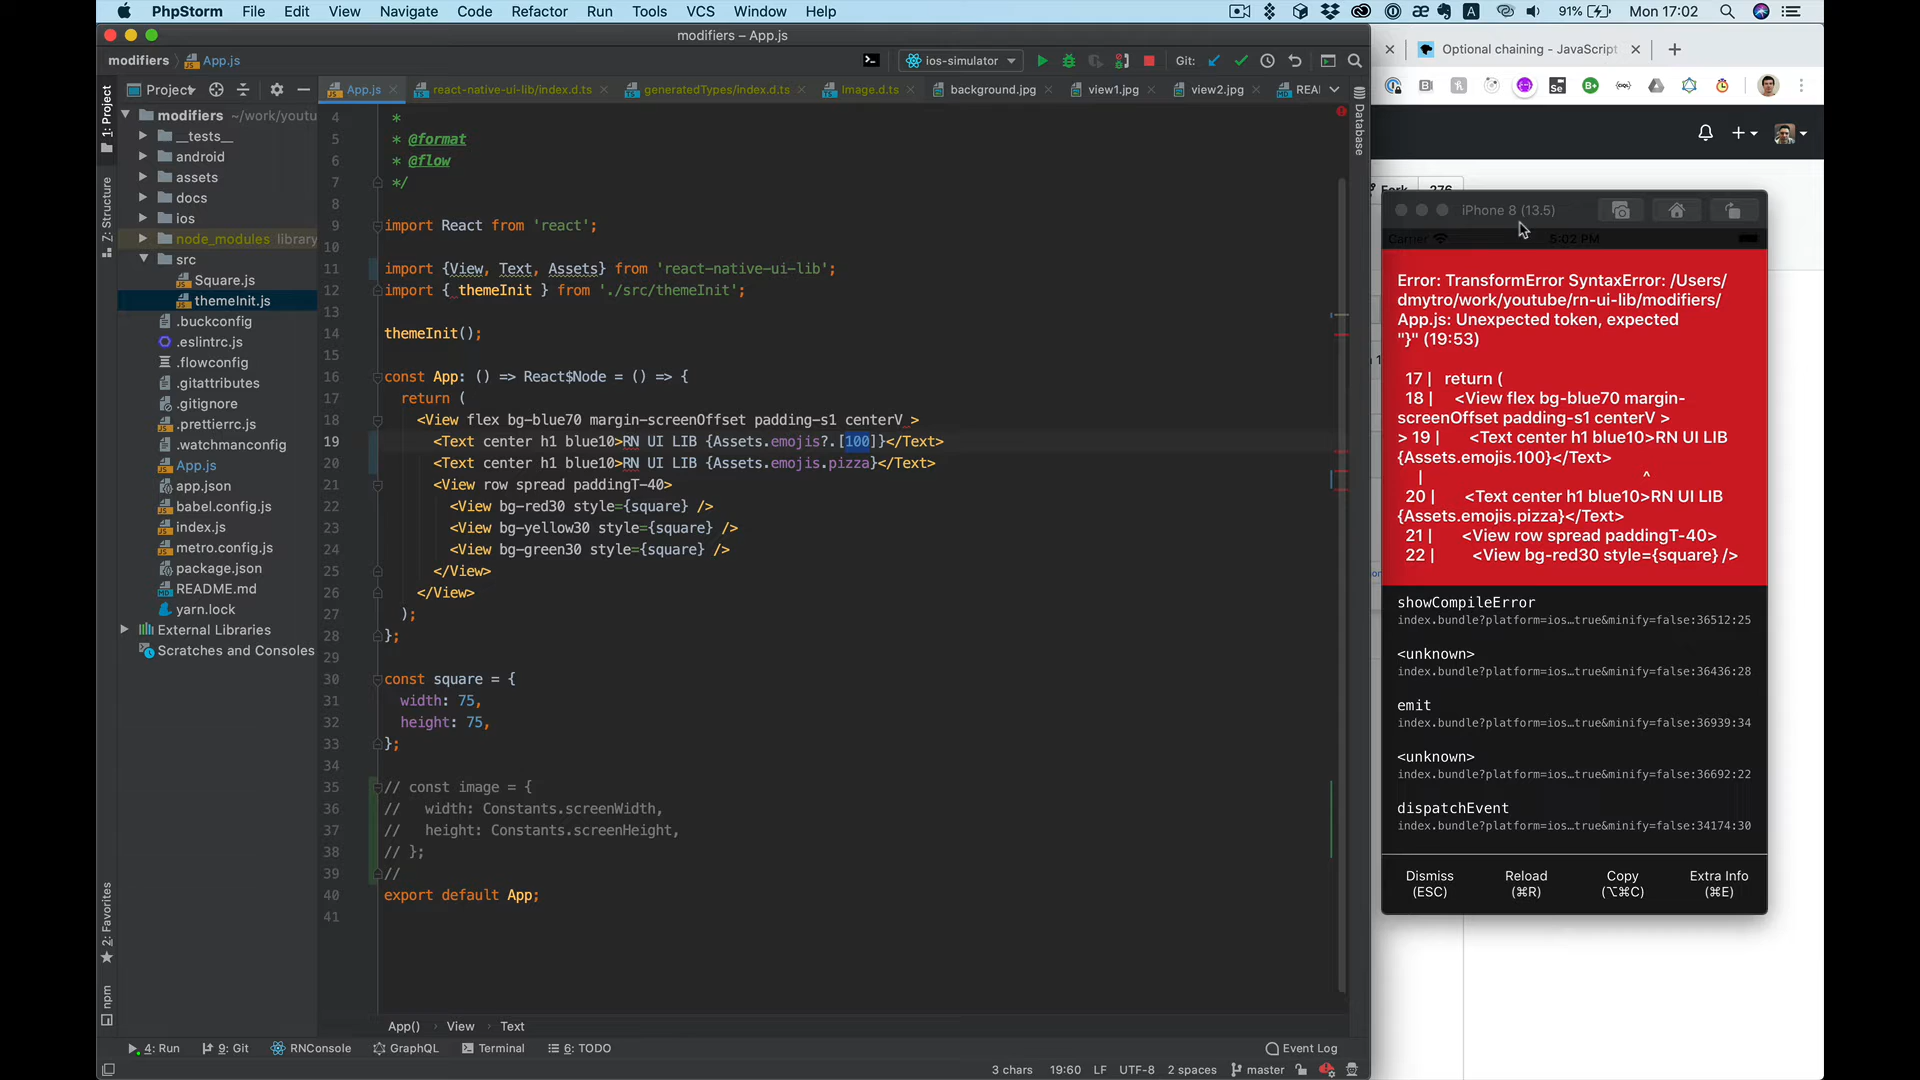 PhpStorm File Edit View Navigate Code Refactor Run Tools VCS Window Help 91% Mon 17:02
modifiers – App.js
modifiers App.js ios-simulator Git:
Project App.js react-native-ui-lib/index.d.ts generatedTypes/index.d.ts Image.d.ts background.jpg view1.jpg view2.jpg REA
1: Project
Z: Structure
2: Favorites
npm
Database
modifiers ~/work/youtu
__tests__
android
assets
docs
ios
node_modules library
src
Square.js
themeInit.js
.buckconfig
.eslintrc.js
.flowconfig
.gitattributes
.gitignore
.prettierrc.js
.watchmanconfig
App.js
app.json
babel.config.js
index.js
metro.config.js
package.json
README.md
yarn.lock
External Libraries
Scratches and Consoles
4 *
5 * @format
6 * @flow
7 */
8
9 import React from 'react';
10
11 import {View, Text, Assets} from 'react-native-ui-lib';
12 import { themeInit } from './src/themeInit';
13
14 themeInit();
15
16 const App: () => React$Node = () => {
17 return (
18 <View flex bg-blue70 margin-screenOffset padding-s1 centerV >
19 <Text center h1 blue10>RN UI LIB {Assets.emojis?.[100]}</Text>
20 <Text center h1 blue10>RN UI LIB {Assets.emojis.pizza}</Text>
21 <View row spread paddingT-40>
22 <View bg-red30 style={square} />
23 <View bg-yellow30 style={square} />
24 <View bg-green30 style={square} />
25 </View>
26 </View>
27 );
28 };
29
30 const square = {
31 width: 75,
32 height: 75,
33 };
34
35 // const image = {
36 // width: Constants.screenWidth,
37 // height: Constants.screenHeight,
38 // };
39 //
40 export default App;
41
App() › View › Text
4: Run 9: Git RNConsole GraphQL Terminal 6: TODO Event Log
3 chars 19:60 LF UTF-8 2 spaces master
Optional chaining - JavaScript
Fork 276
iPhone 8 (13.5)
Carrier 5:02 PM
Error: TransformError SyntaxError: /Users/
dmytro/work/youtube/rn-ui-lib/modifiers/
App.js: Unexpected token, expected
"}" (19:53)
17 | return (
18 | <View flex bg-blue70 margin-
screenOffset padding-s1 centerV >
> 19 | <Text center h1 blue10>RN UI LIB
{Assets.emojis.100}</Text>
| ^
20 | <Text center h1 blue10>RN UI LIB
{Assets.emojis.pizza}</Text>
21 | <View row spread paddingT-40>
22 | <View bg-red30 style={square} />
showCompileError
index.bundle?platform=ios…true&minify=false:36512:25
<unknown>
index.bundle?platform=ios…true&minify=false:36436:28
emit
index.bundle?platform=ios…true&minify=false:36939:34
<unknown>
index.bundle?platform=ios…true&minify=false:36692:22
dispatchEvent
index.bundle?platform=ios…true&minify=false:34174:30
Dismiss Reload Copy Extra Info
(ESC) (⌘R) (⌥⌘C) (⌘E)